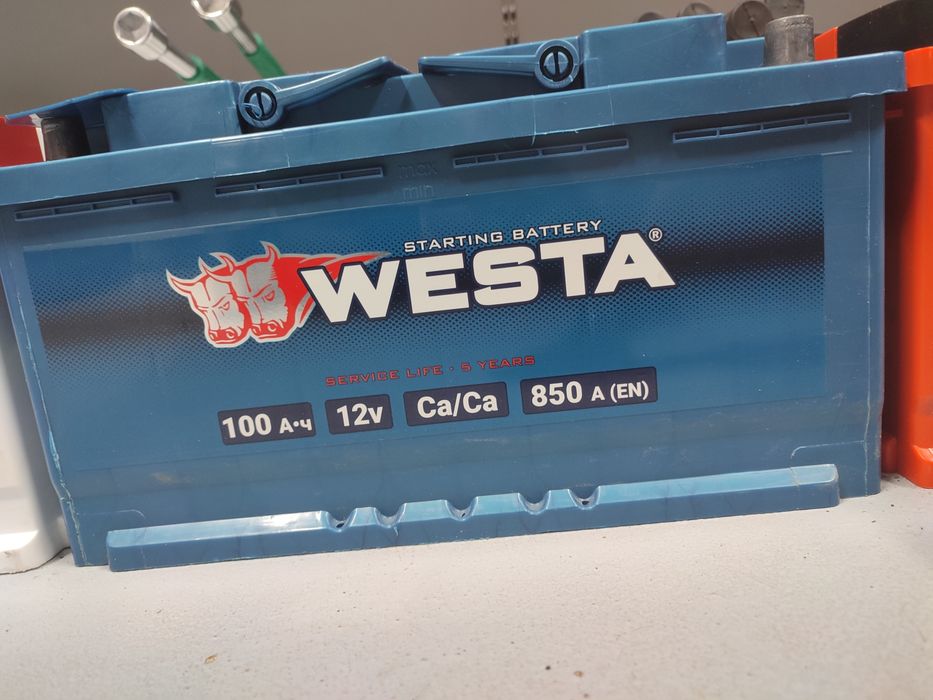 max
min
STARTING BATTERY
WESTA®
SERVICE LIFE - 5 YEARS
100 А•ч 12v Ca/Ca 850 A (EN)